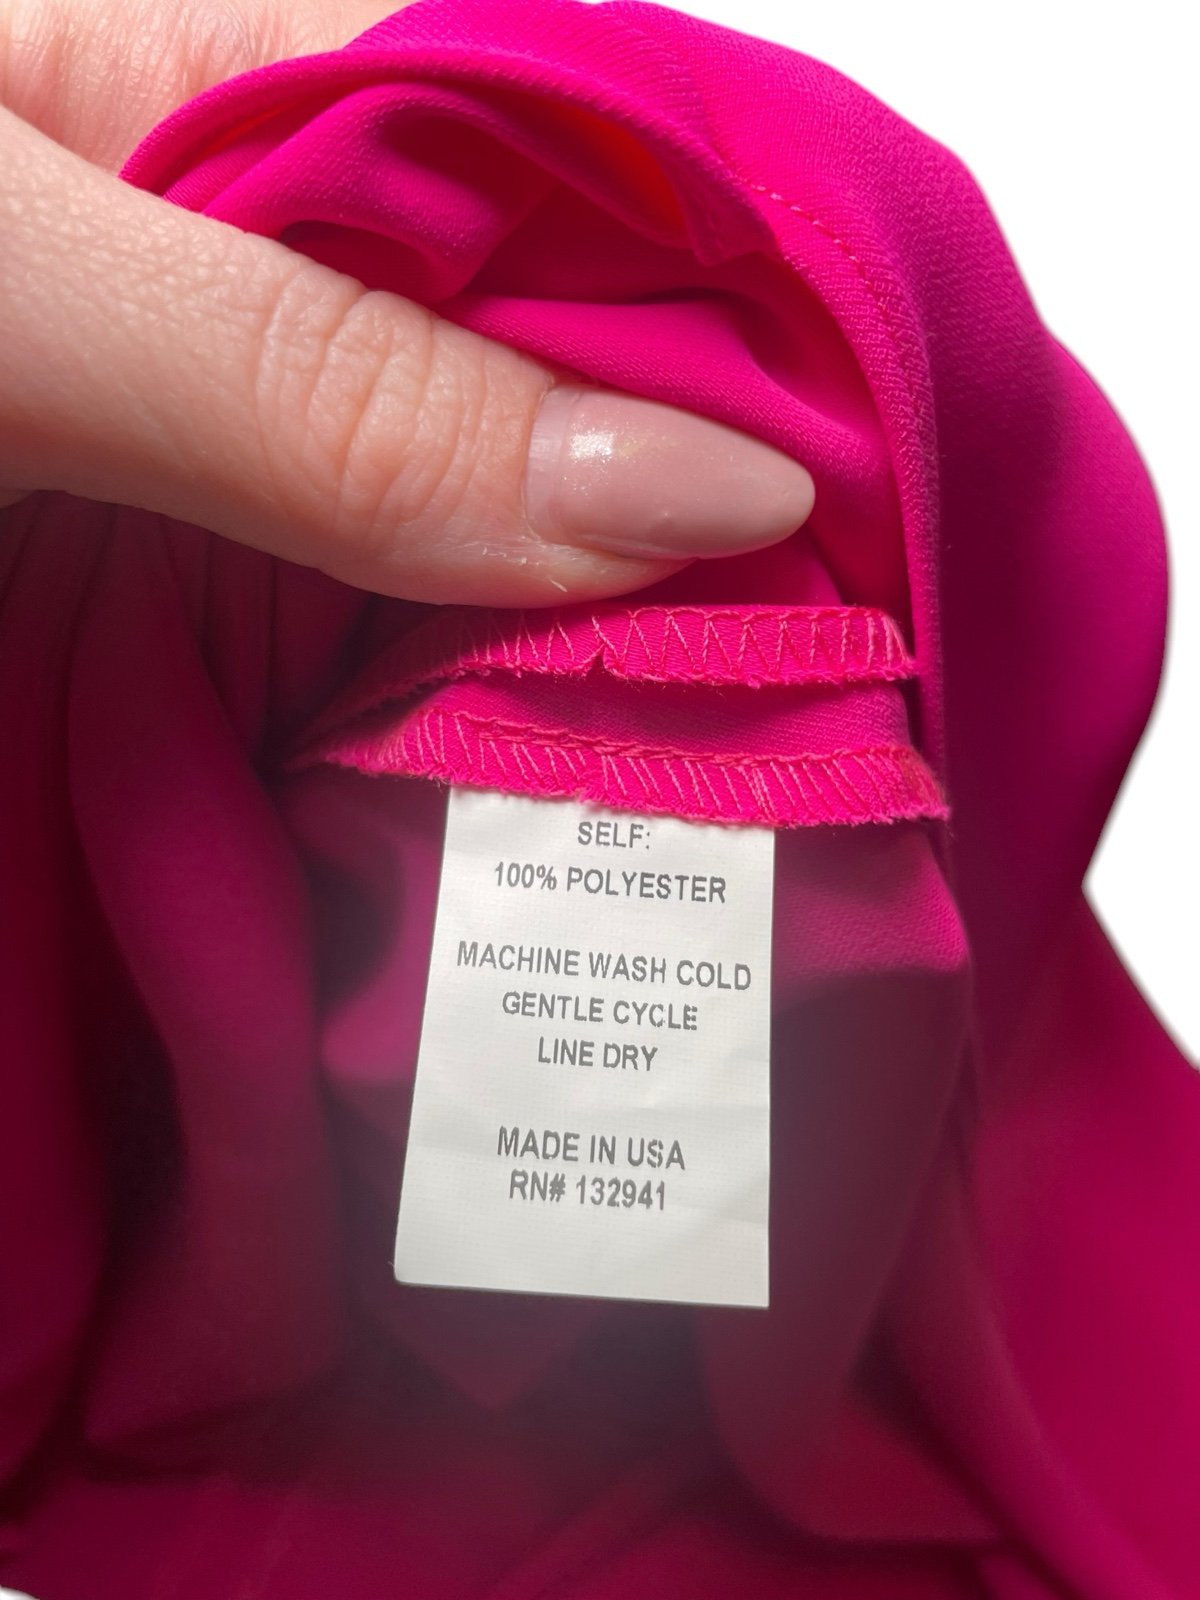 SELF:
100% POLYESTER
MACHINE WASH COLD
GENTLE CYCLE
LINE DRY
MADE IN USA
RN# 132941